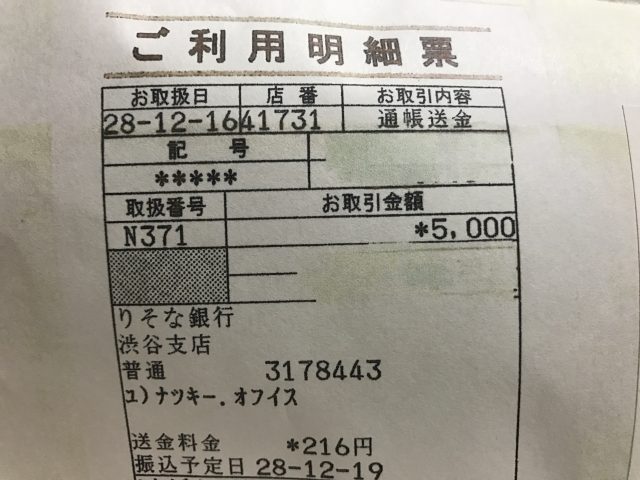 ご利用明細票
お取扱日 店番 お取引内容
28-12-16 41731 通帳送金
記号
*****
取扱番号 お取引金額
N371 *5,000
りそな銀行
渋谷支店
普通 3178443
ユ)ナツキー.オフイス
送金料金 *216円
振込予定日 28-12-19